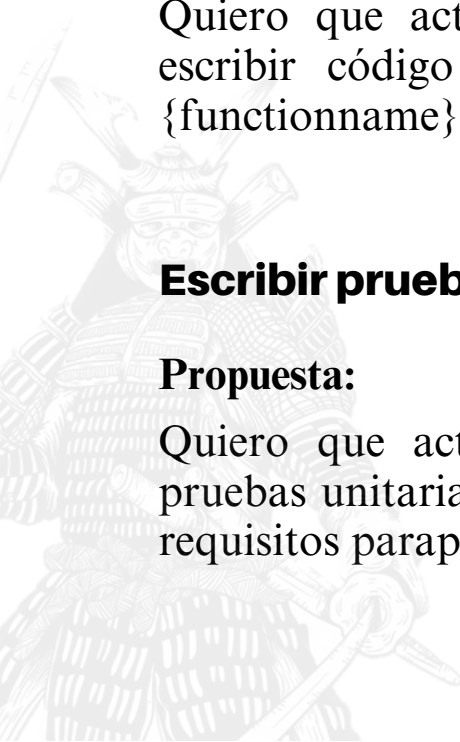 Quiero que act
escribir código
{functionname}
Escribir prueb
Propuesta:
Quiero que act
pruebas unitaria
requisitos parap